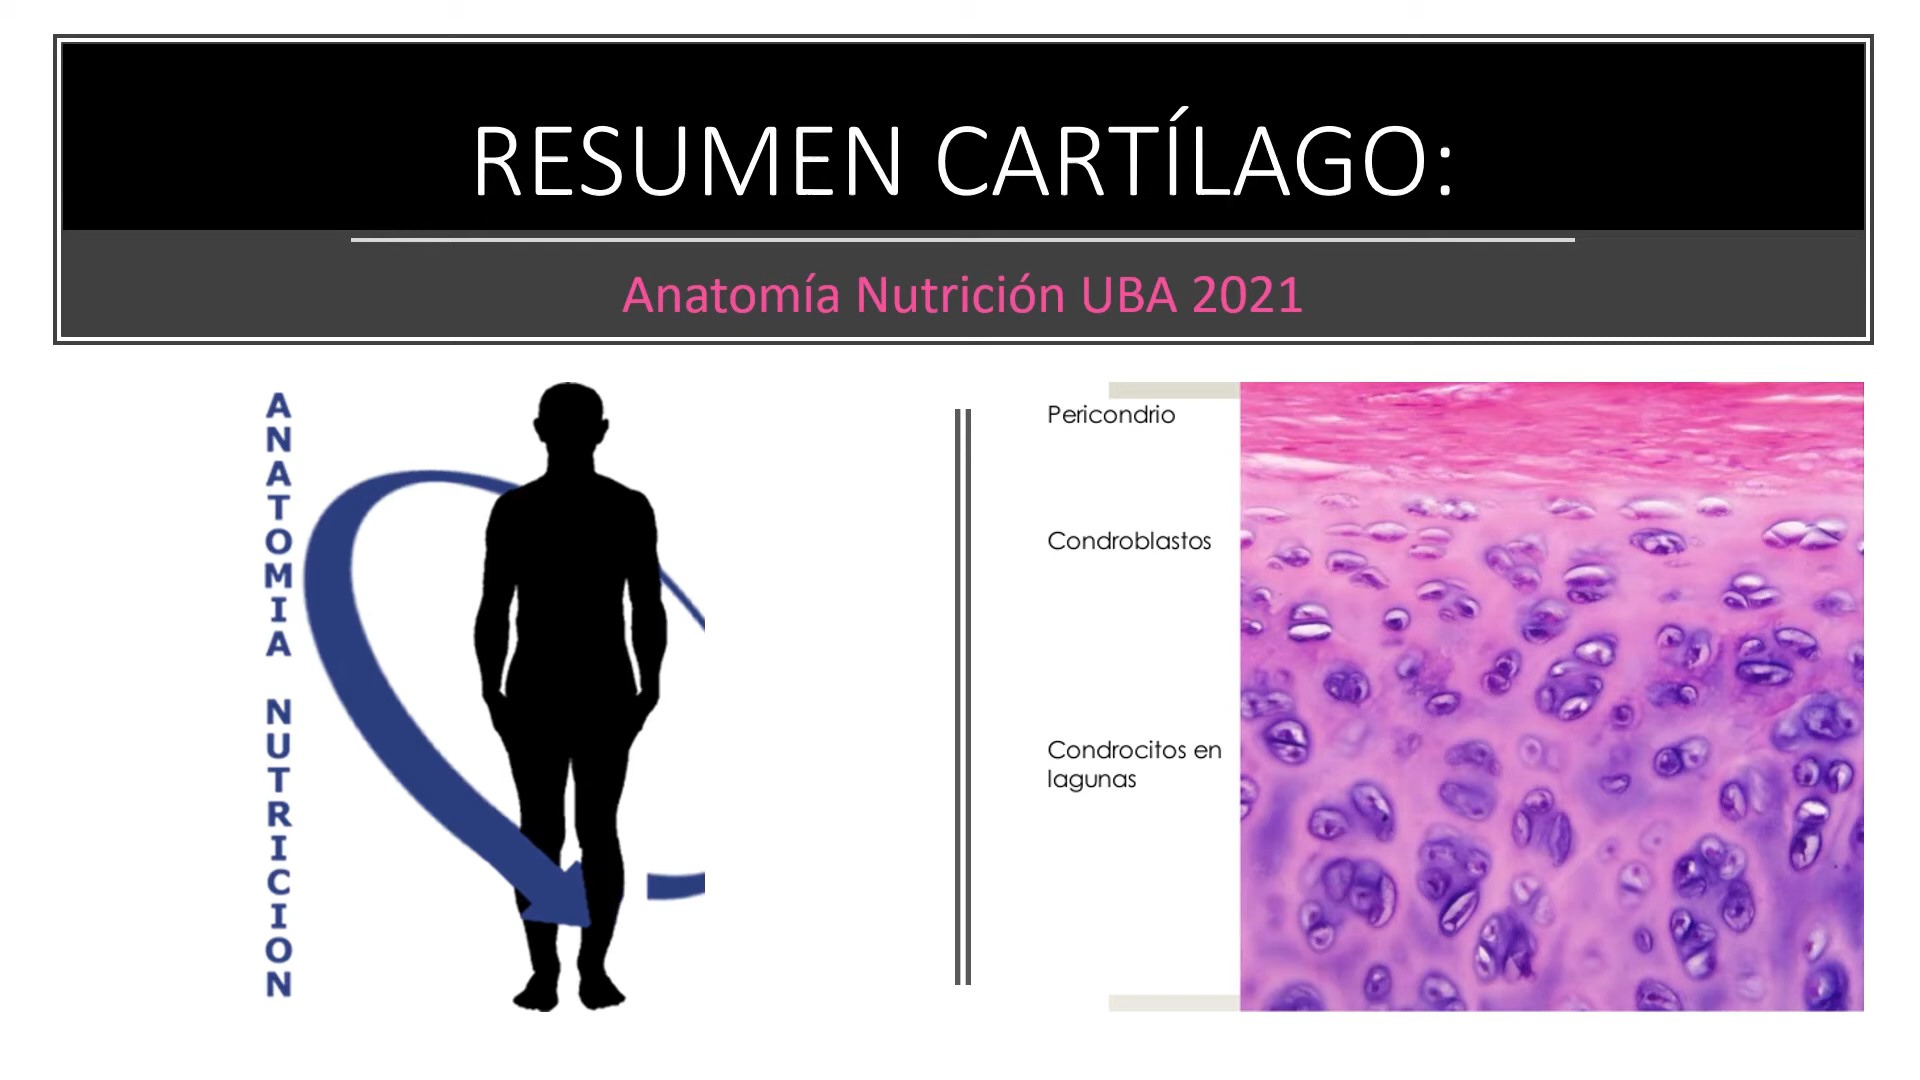 RESUMEN CARTÍLAGO:
Anatomía Nutrición UBA 2021
ANATOMIA NUTRICION
Pericondrio
Condroblastos
Condrocitos en
lagunas